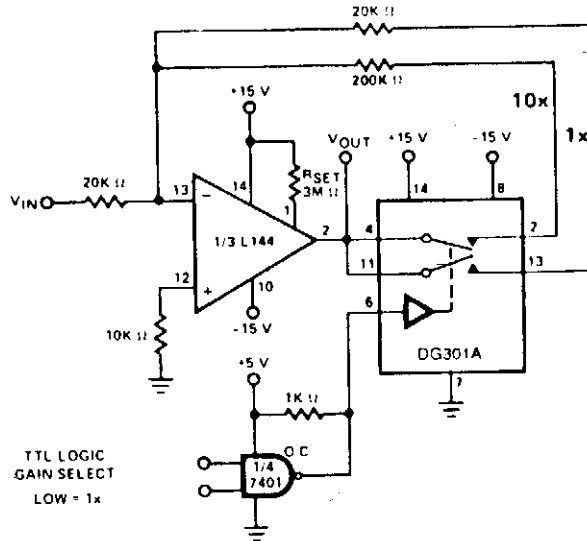 20K Ω
200K Ω
10x
1x
+15 V
VOUT
+15 V
-15 V
RSET
3M Ω
14
8
VIN
20K Ω
13
−
14
1
1/3 L144
2
4
2
11
13
12
+
10
-15 V
6
10K Ω
DG301A
7
+5 V
1K Ω
O C
TTL LOGIC
GAIN SELECT
LOW = 1x
1/4
7401